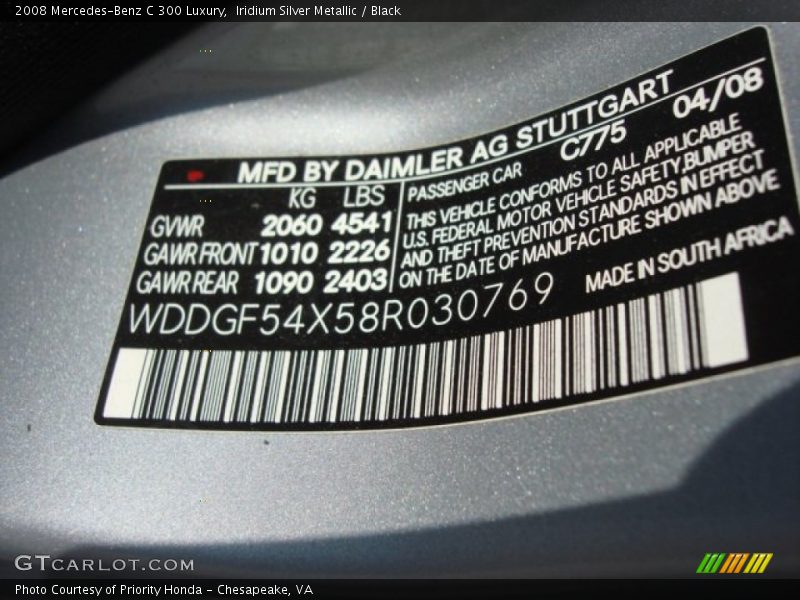 2008 Mercedes-Benz C 300 Luxury,  Iridium Silver Metallic / Black
MFD BY DAIMLER AG STUTTGART
KG LBS
GVWR 2060 4541
GAWR FRONT 1010 2226
GAWR REAR 1090 2403
C775 04/08
PASSENGER CAR
THIS VEHICLE CONFORMS TO ALL APPLICABLE
U.S. FEDERAL MOTOR VEHICLE SAFETY,BUMPER
AND THEFT PREVENTION STANDARDS IN EFFECT
ON THE DATE OF MANUFACTURE SHOWN ABOVE
WDDGF54X58R030769
MADE IN SOUTH AFRICA
GTCARLOT.COM
Photo Courtesy of Priority Honda - Chesapeake, VA